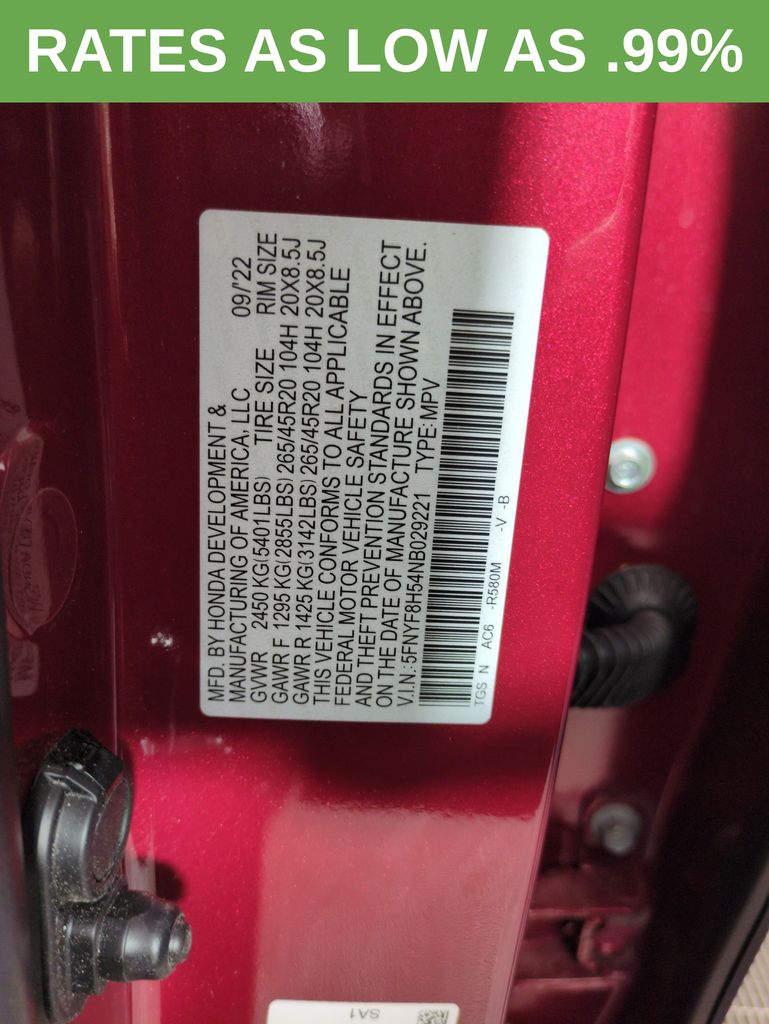 RATES AS LOW AS .99%
MFD. BY HONDA DEVELOPMENT &
MANUFACTURING OF AMERICA, LLC 09/'22
GVWR 2450 KG(5401LBS) TIRE SIZE RIM SIZE
GAWR F 1295 KG(2855LBS) 265/45R20 104H 20X8.5J
GAWR R 1425 KG(3142LBS) 265/45R20 104H 20X8.5J
THIS VEHICLE CONFORMS TO ALL APPLICABLE
FEDERAL MOTOR VEHICLE SAFETY
AND THEFT PREVENTION STANDARDS IN EFFECT
ON THE DATE OF MANUFACTURE SHOWN ABOVE.
V.I.N.:5FNYF8H54NB029221 TYPE:MPV
TGS N AC6 -R580M -V -B
SA1